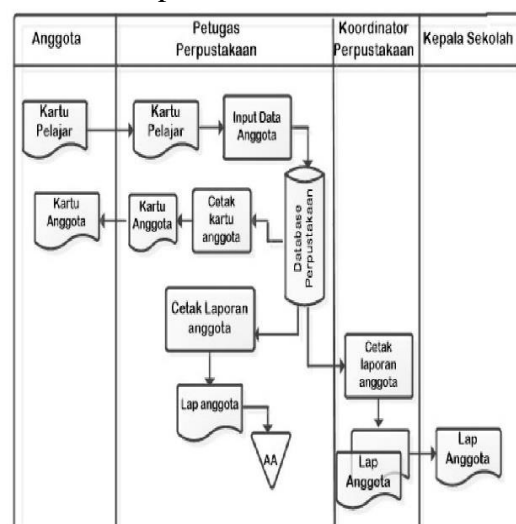 Anggota
Petugas
Perpustakaan
Koordinator
Perpustakaan
Kepala Sekolah
Kartu
Pelajar
Kartu
Pelajar
Input Data
Anggota
Kartu
Anggota
Kartu
Anggota
Cetak
kartu
anggota
Database
Perpustakaan
Cetak Laporan
anggota
Cetak
laporan
anggota
Lap anggota
AA
Lap
Anggota
Lap
Anggota